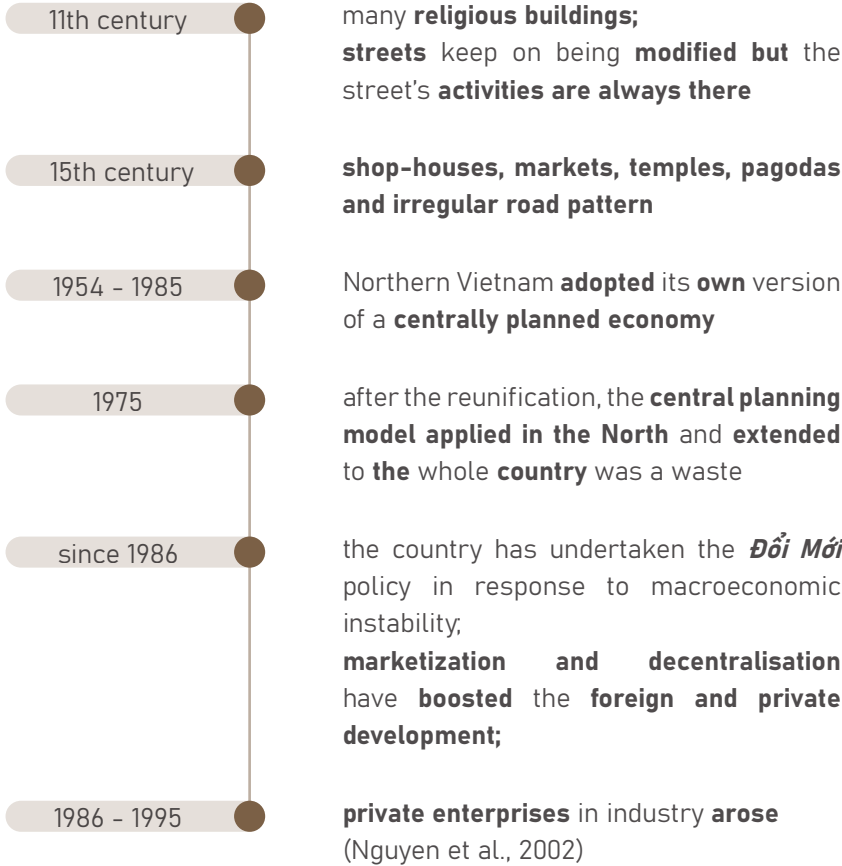 11th century
many religious buildings;
streets keep on being modified but the
street's activities are always there
15th century
shop-houses, markets, temples, pagodas
and irregular road pattern
1954 - 1985
Northern Vietnam adopted its own version
of a centrally planned economy
1975
after the reunification, the central planning
model applied in the North and extended
to the whole country was a waste
since 1986
the country has undertaken the Đổi Mới
policy in response to macroeconomic
instability;
marketization and decentralisation
have boosted the foreign and private
development;
1986 - 1995
private enterprises in industry arose
(Nguyen et al., 2002)